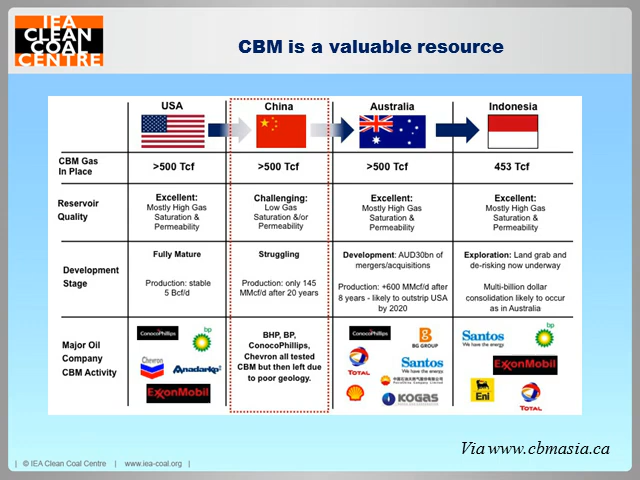 IEA
CLEAN
COAL
CENTRE
CBM is a valuable resource
USA
China
Australia
Indonesia
CBM Gas
In Place
>500 Tcf
>500 Tcf
>500 Tcf
453 Tcf
Reservoir
Quality
Excellent:
Mostly High Gas
Saturation &
Permeability
Challenging:
Low Gas
Saturation &/or
Permeability
Excellent:
Mostly High Gas
Saturation &
Permeability
Excellent:
Mostly High Gas
Saturation &
Permeability
Development
Stage
Fully Mature
Production: stable
5 Bcf/d
Struggling
Production: only 145
MMcf/d after 20 years
Development: AUD30bn of
mergers/acquisitions
Production: +600 MMcf/d after
8 years - likely to outstrip USA
by 2020
Exploration: Land grab and
de-risking now underway
Multi-billion dollar
consolidation likely to occur
as in Australia
Major Oil
Company
CBM Activity
ConocoPhillips
bp
Chevron
Anadarko
ExxonMobil
BHP, BP,
ConocoPhillips,
Chevron all tested
CBM but then left due
to poor geology.
ConocoPhillips
BG GROUP
TOTAL
Santos
We have the energy
KOGAS
Santos
We have the energy
bp
ExxonMobil
Eni
TOTAL
Via www.cbmasia.ca
| © IEA Clean Coal Centre | www.iea-coal.org |